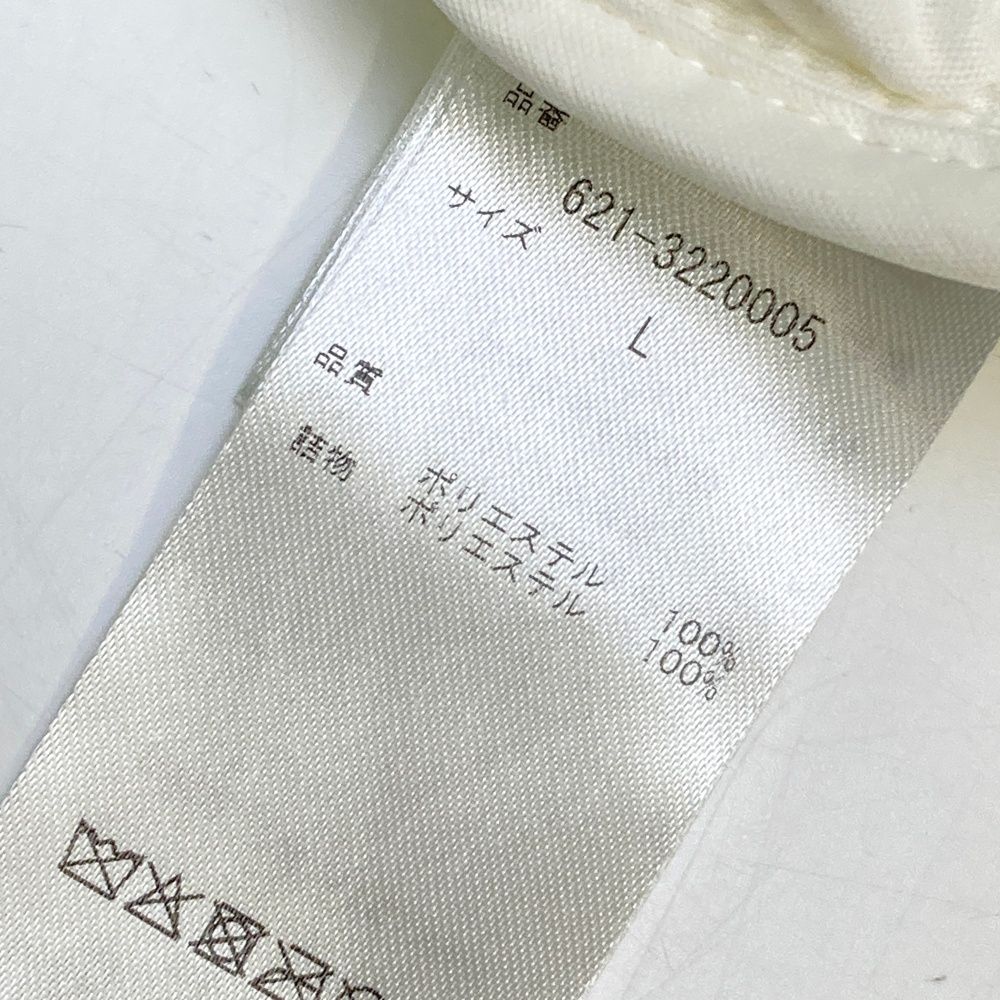 品番
621-3220005
サイズ
L
品質
ポリエステル 100%
詰物 ポリエステル 100%